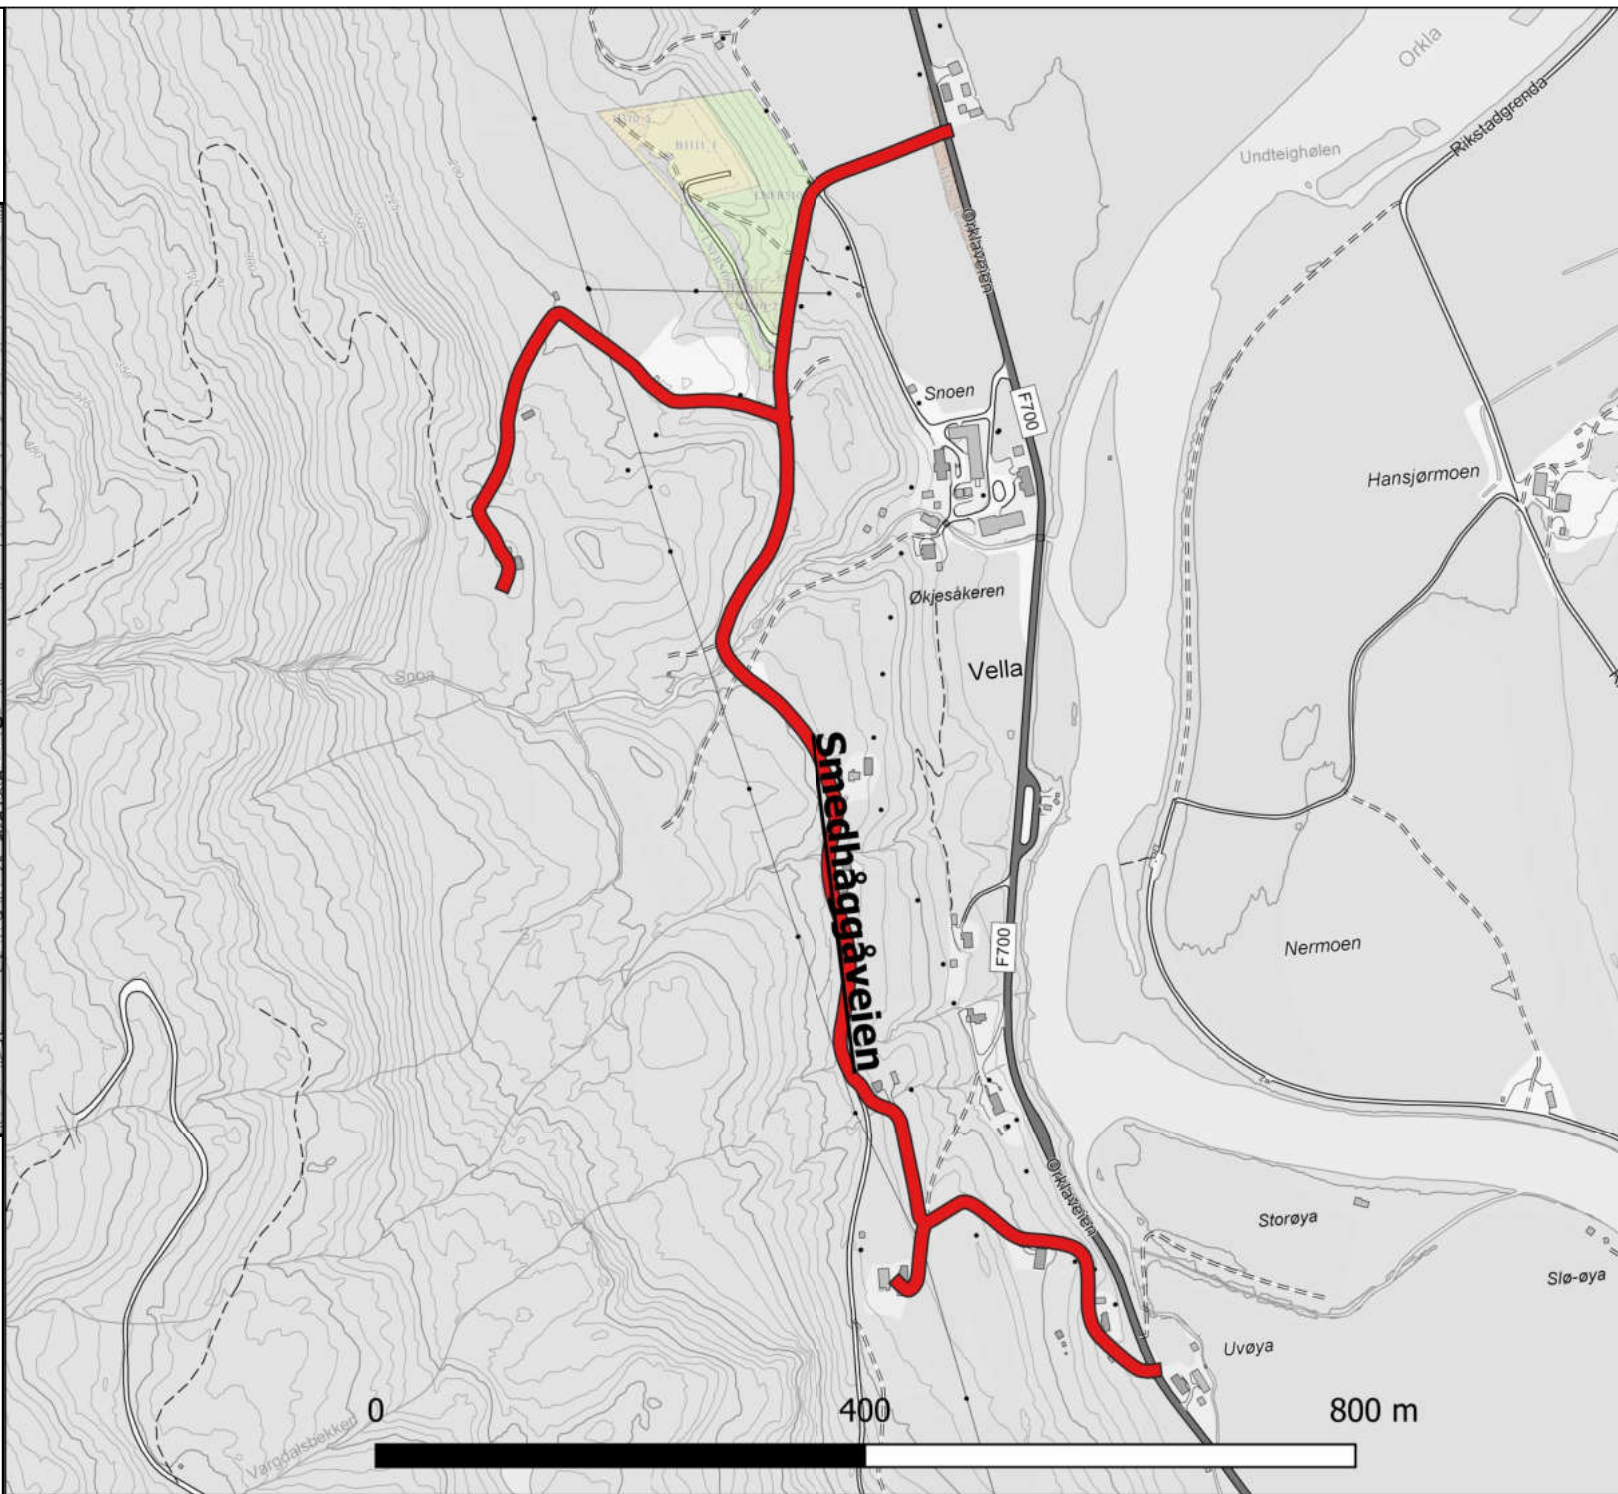 Orkla
Rikstadgrenda
Undteighølen
Orklaveien
Snoen
F700
Hansjørmoen
Økjesåkeren
Vella
Snoa
Smedhåggåveien
F700
Nermoen
Orklaveien
Storøya
Slø-øya
Uvøya
Vargdalsbekken
0 400 800 m